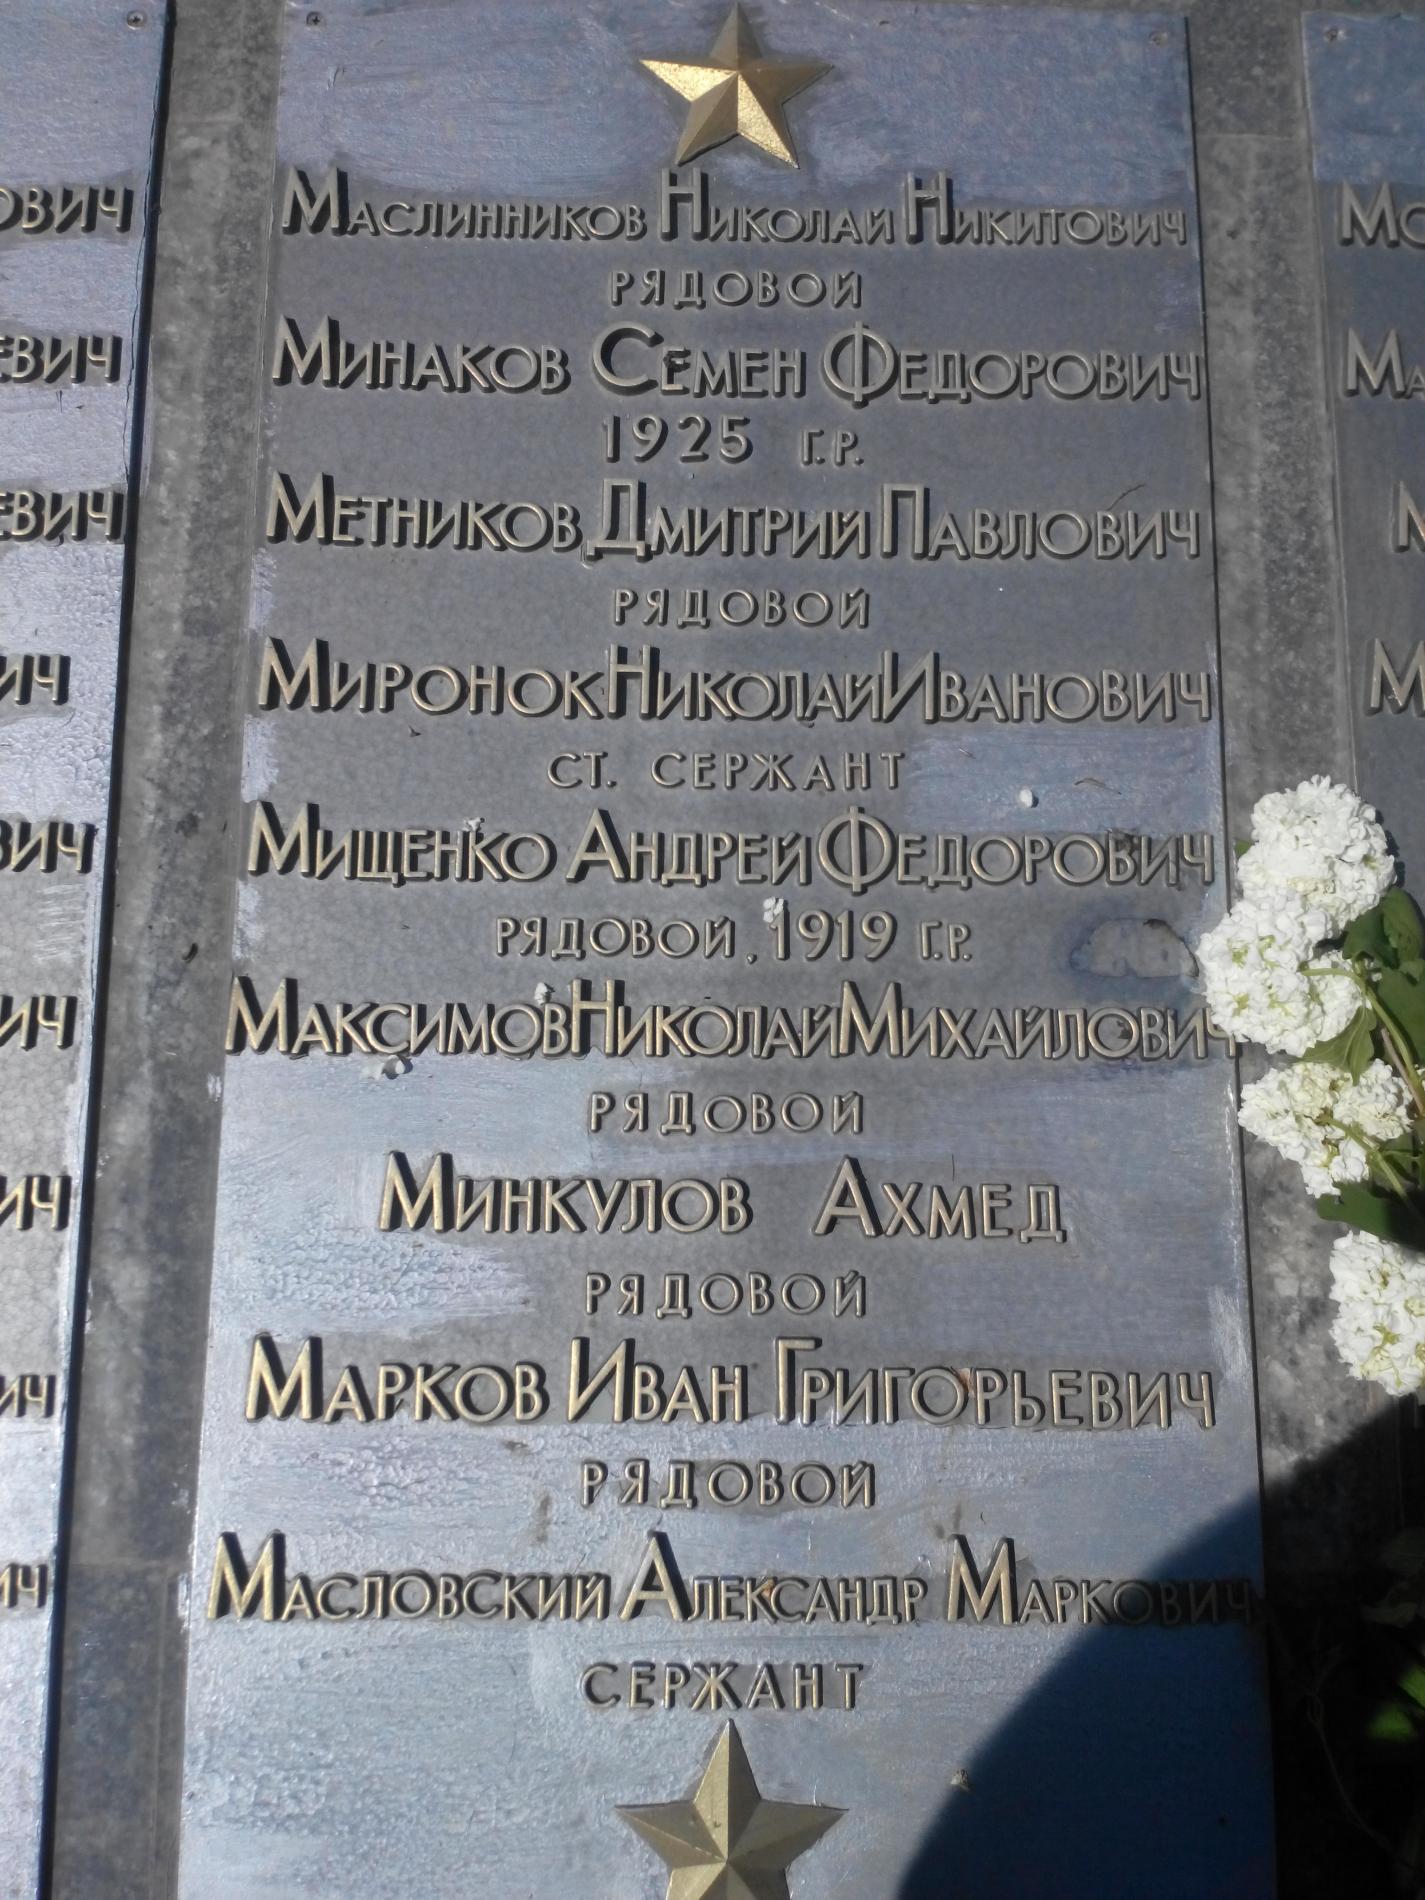 Маслинников Николай Никитович
рядовой
Минаков Семен Федорович
1925 г.р.
Метников Дмитрий Павлович
рядовой
Миронок Николай Иванович
ст. сержант
Мищенко Андрей Федорович
рядовой, 1919 г.р.
Максимов Николай Михайлович
рядовой
Минкулов Ахмед
рядовой
Марков Иван Григорьевич
рядовой
Масловский Александр Маркович
сержант